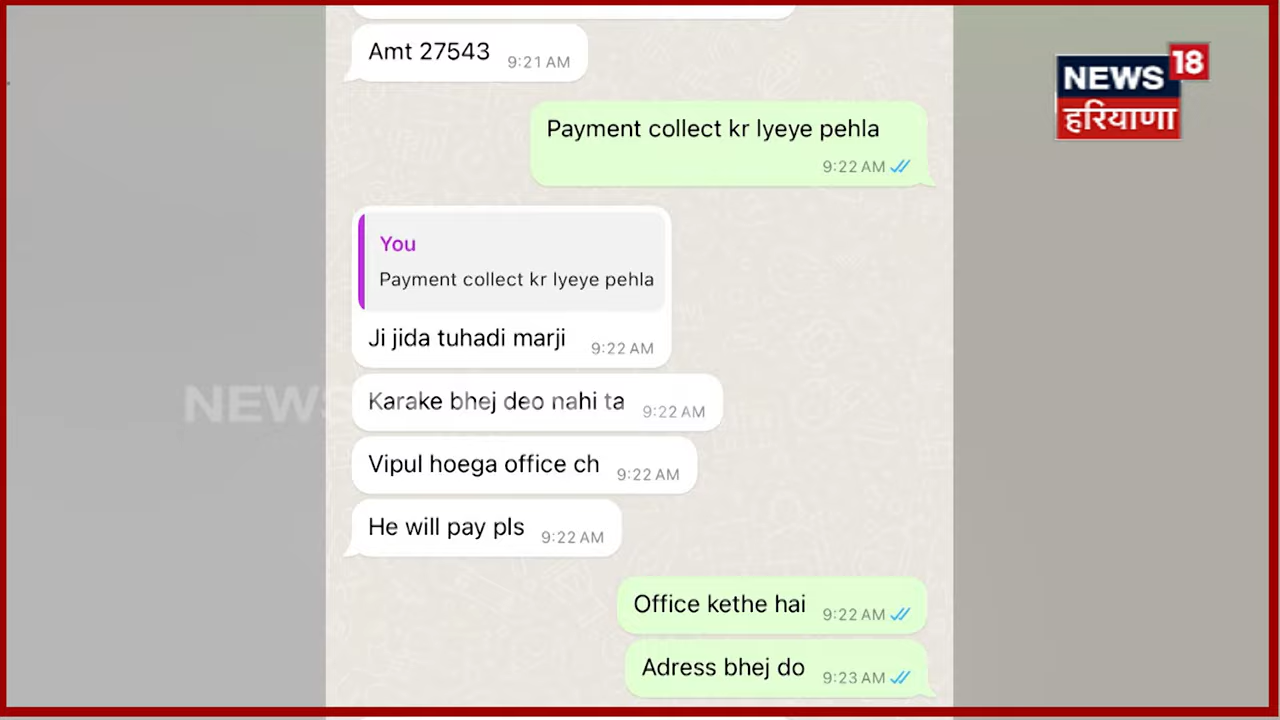 Amt 27543 9:21 AM
NEWS 18
हरियाणा
Payment collect kr lyeye pehla
9:22 AM
You
Payment collect kr lyeye pehla
Ji jida tuhadi marji 9:22 AM
Karake bhej deo nahi ta 9:22 AM
NEWS
Vipul hoega office ch 9:22 AM
He will pay pls 9:22 AM
Office kethe hai 9:22 AM
Adress bhej do 9:23 AM